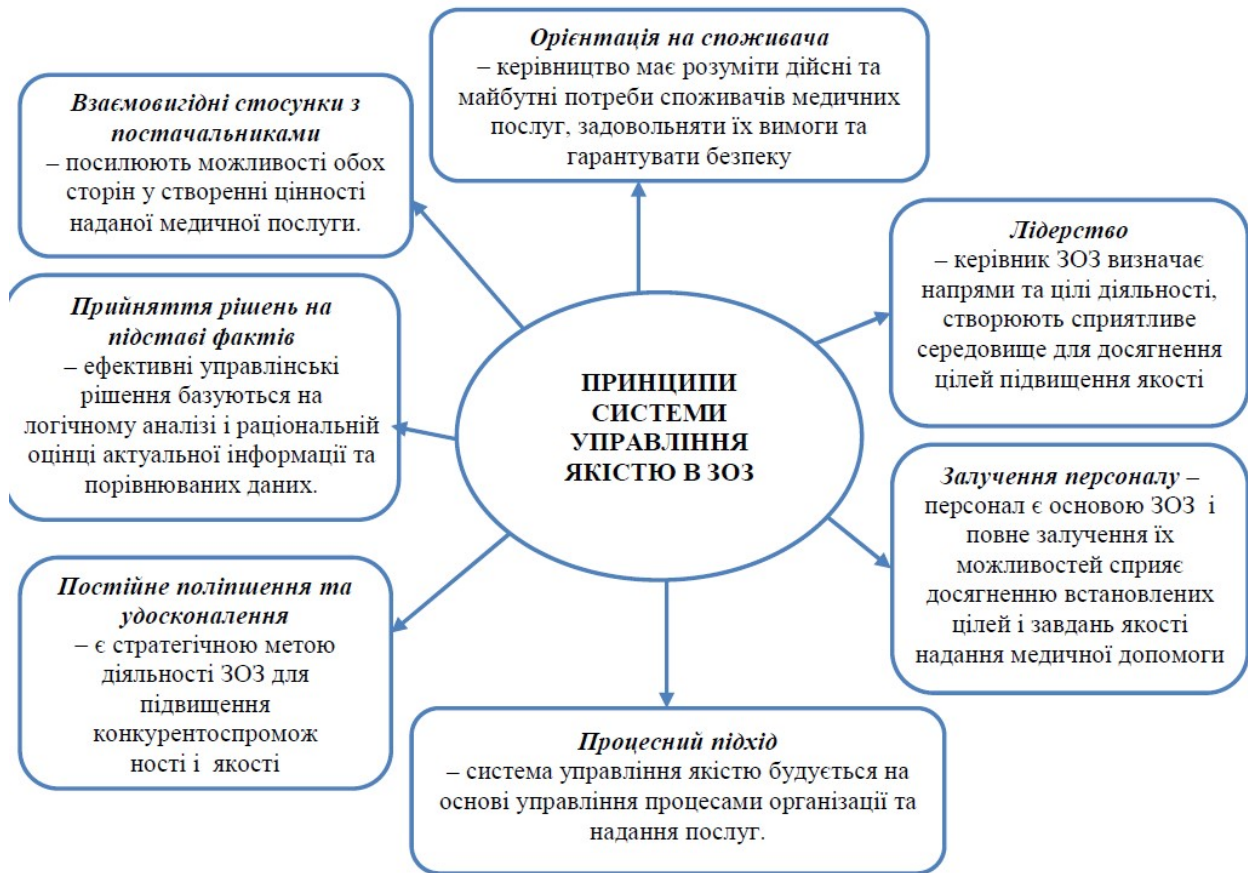 Орієнтація на споживача
– керівництво має розуміти дійсні та
майбутні потреби споживачів медичних
послуг, задовольняти їх вимоги та
гарантувати безпеку
Взаємовигідні стосунки з
постачальниками
– посилюють можливості обох
сторін у створенні цінності
наданої медичної послуги.
Лідерство
– керівник ЗОЗ визначає
напрями та цілі діяльності,
створюють сприятливе
середовище для досягнення
цілей підвищення якості
Прийняття рішень на
підставі фактів
– ефективні управлінські
рішення базуються на
логічному аналізі і раціональній
оцінці актуальної інформації та
порівнюваних даних.
ПРИНЦИПИ
СИСТЕМИ
УПРАВЛІННЯ
ЯКІСТЮ В ЗОЗ
Залучення персоналу –
персонал є основою ЗОЗ і
повне залучення їх
можливостей сприяє
досягненню встановлених
цілей і завдань якості
надання медичної допомоги
Постійне поліпшення та
удосконалення
– є стратегічною метою
діяльності ЗОЗ для
підвищення
конкурентоспромож
ності і якості
Процесний підхід
– система управління якістю будується на
основі управління процесами організації та
надання послуг.